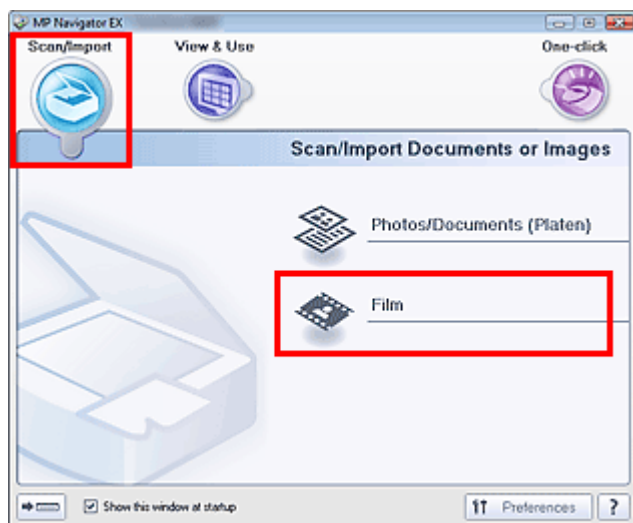 MP Navigator EX
Scan/Import
View & Use
One-click
Scan/Import Documents or Images
Photos/Documents (Platen)
Film
Show this window at startup
Preferences
?